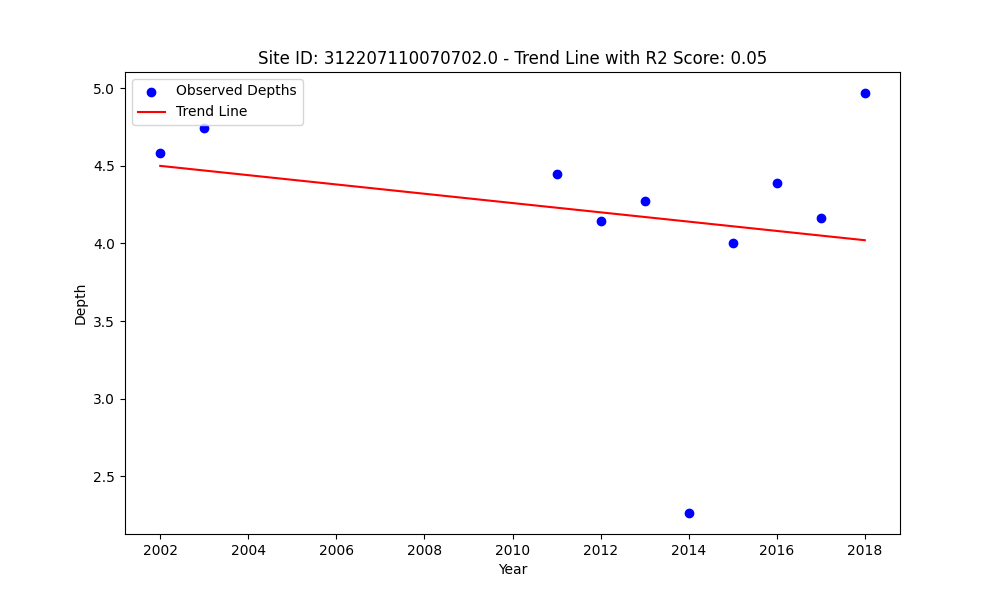 Site ID: 312207110070702.0 - Trend Line with R2 Score: 0.05
Observed Depths
Trend Line
5.0
4.5
4.0
3.5
3.0
2.5
Depth
2002 2004 2006 2008 2010 2012 2014 2016 2018
Year